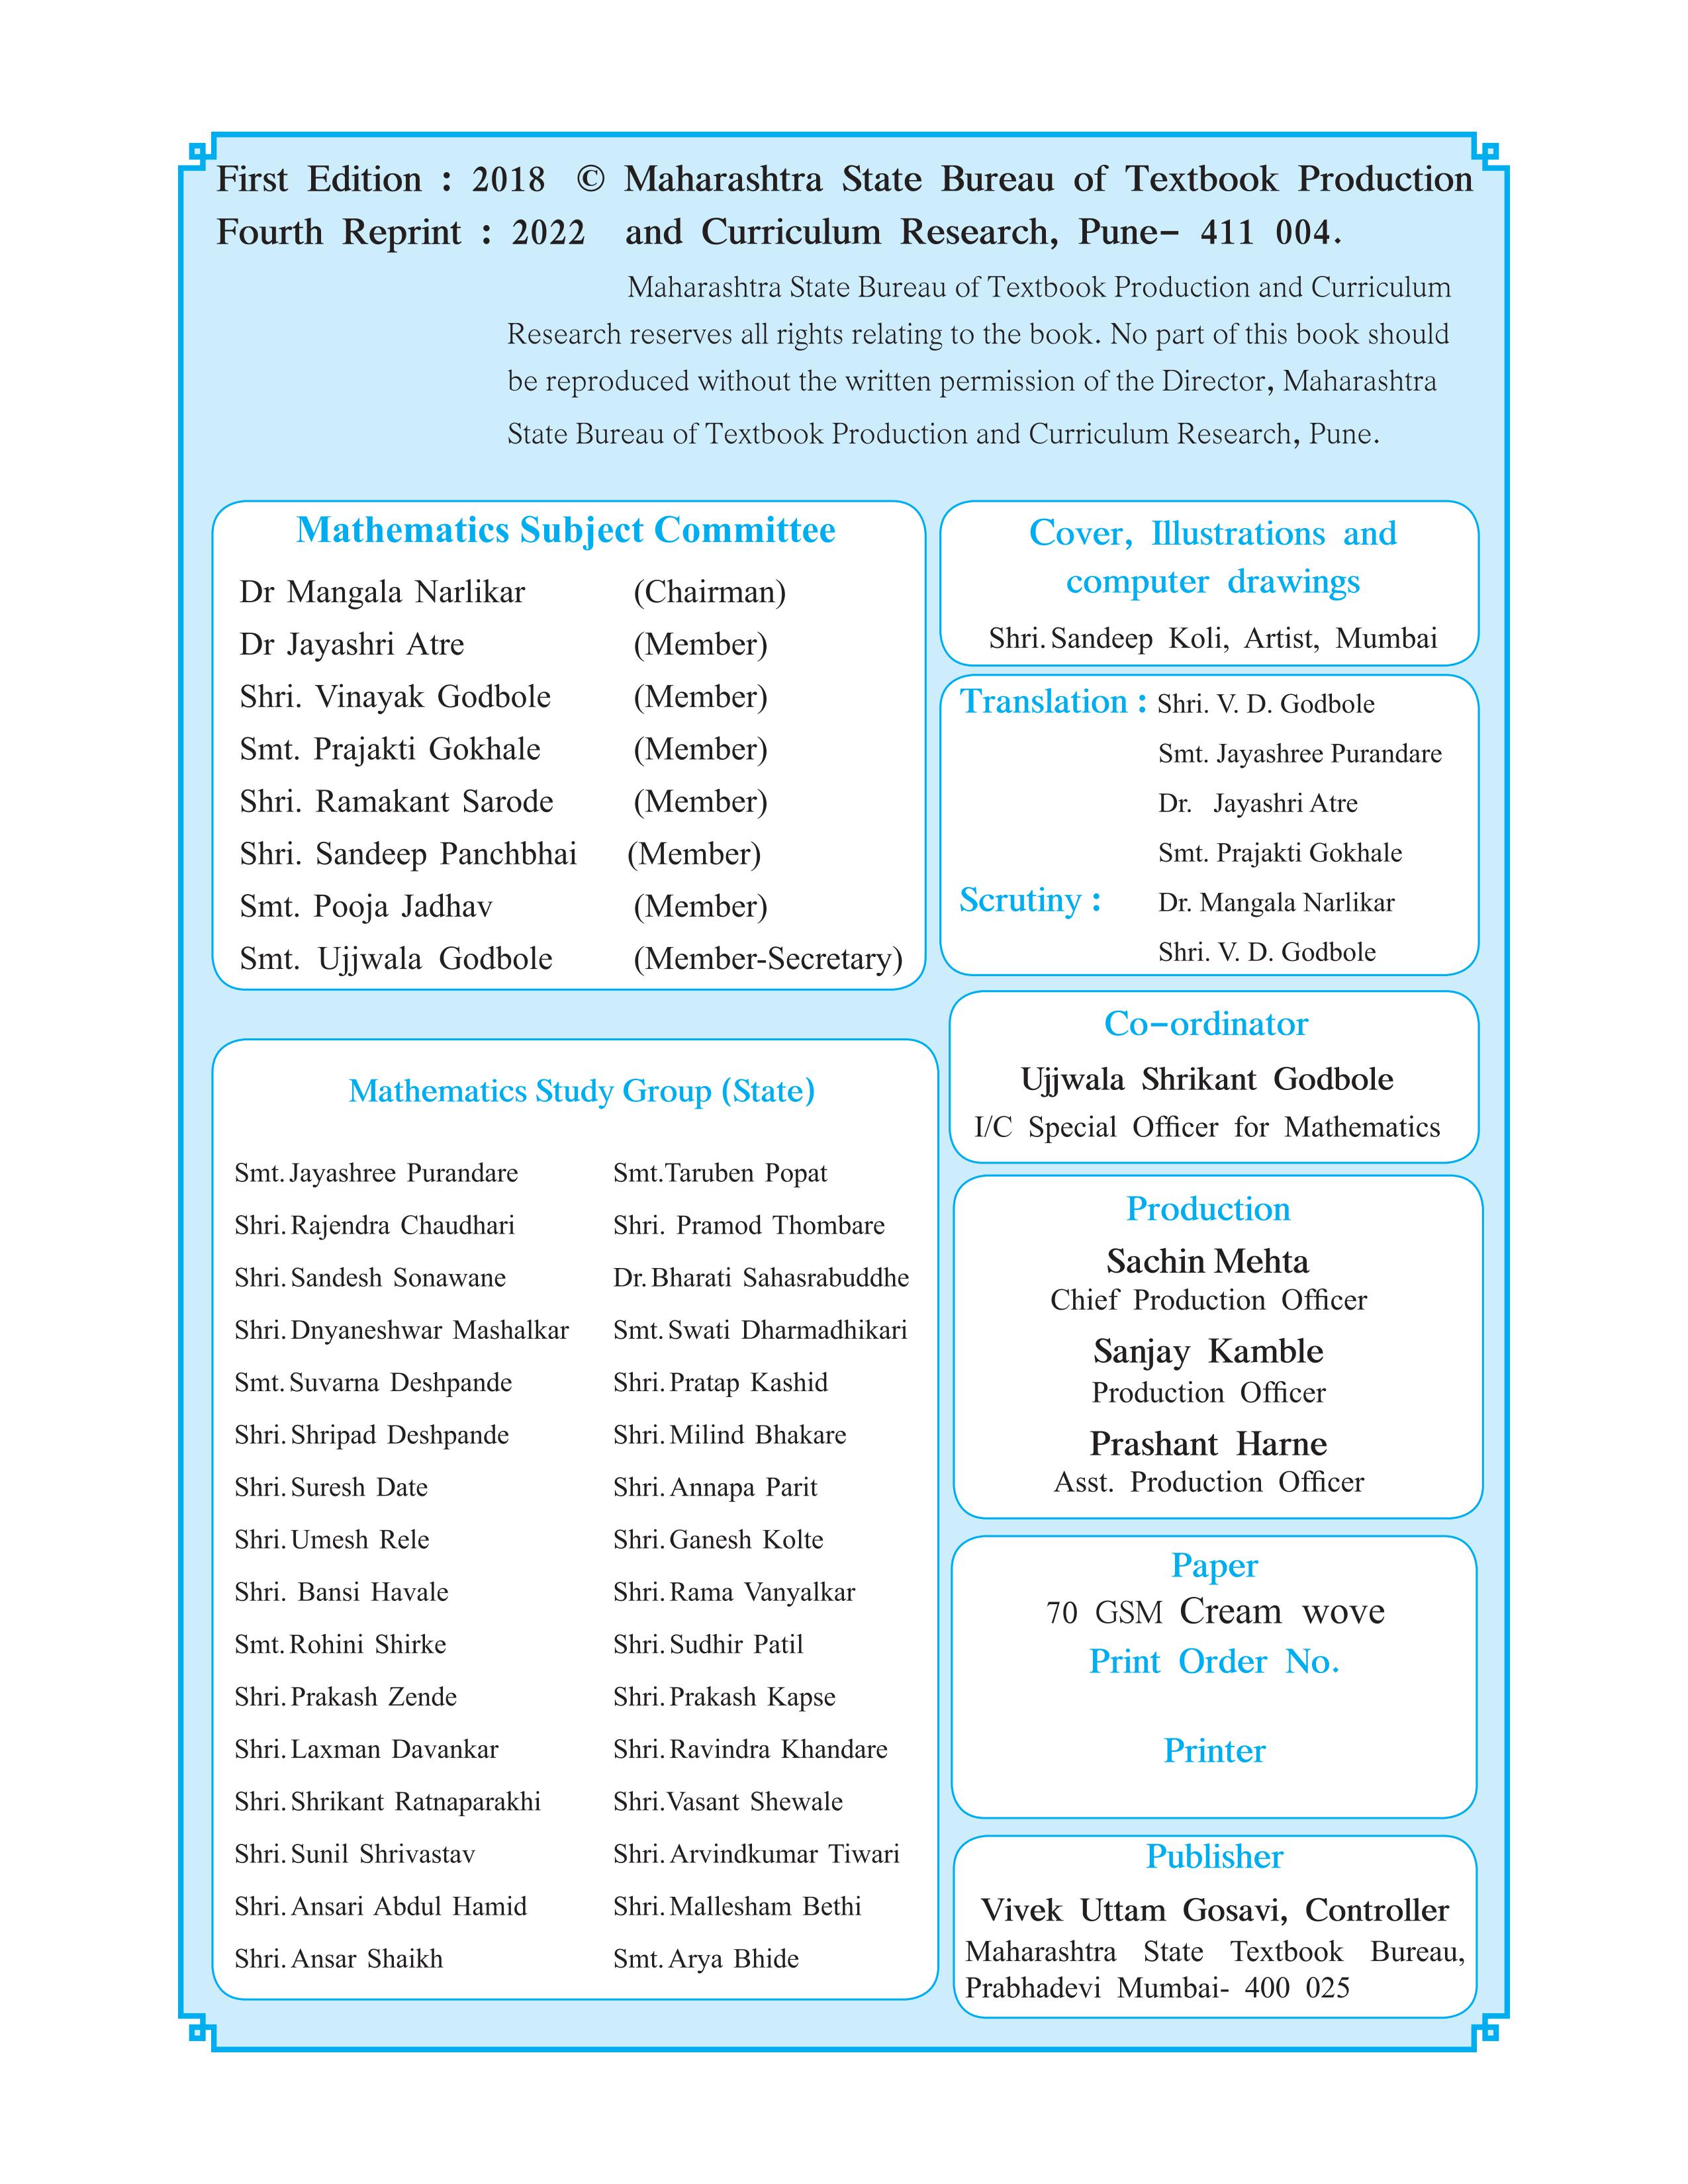 First Edition : 2018 © Maharashtra State Bureau of Textbook Production
Fourth Reprint : 2022 and Curriculum Research, Pune- 411 004.
Maharashtra State Bureau of Textbook Production and Curriculum
Research reserves all rights relating to the book. No part of this book should
be reproduced without the written permission of the Director, Maharashtra
State Bureau of Textbook Production and Curriculum Research, Pune.
Mathematics Subject Committee
Dr Mangala Narlikar (Chairman)
Dr Jayashri Atre (Member)
Shri. Vinayak Godbole (Member)
Smt. Prajakti Gokhale (Member)
Shri. Ramakant Sarode (Member)
Shri. Sandeep Panchbhai (Member)
Smt. Pooja Jadhav (Member)
Smt. Ujjwala Godbole (Member-Secretary)
Mathematics Study Group (State)
Smt. Jayashree Purandare Smt.Taruben Popat
Shri. Rajendra Chaudhari Shri. Pramod Thombare
Shri. Sandesh Sonawane Dr. Bharati Sahasrabuddhe
Shri. Dnyaneshwar Mashalkar Smt. Swati Dharmadhikari
Smt. Suvarna Deshpande Shri. Pratap Kashid
Shri. Shripad Deshpande Shri. Milind Bhakare
Shri. Suresh Date Shri. Annapa Parit
Shri. Umesh Rele Shri. Ganesh Kolte
Shri. Bansi Havale Shri. Rama Vanyalkar
Smt. Rohini Shirke Shri. Sudhir Patil
Shri. Prakash Zende Shri. Prakash Kapse
Shri. Laxman Davankar Shri. Ravindra Khandare
Shri. Shrikant Ratnaparakhi Shri.Vasant Shewale
Shri. Sunil Shrivastav Shri. Arvindkumar Tiwari
Shri. Ansari Abdul Hamid Shri. Mallesham Bethi
Shri. Ansar Shaikh Smt. Arya Bhide
Cover, Illustrations and
computer drawings
Shri. Sandeep Koli, Artist, Mumbai
Translation : Shri. V. D. Godbole
Smt. Jayashree Purandare
Dr. Jayashri Atre
Smt. Prajakti Gokhale
Scrutiny : Dr. Mangala Narlikar
Shri. V. D. Godbole
Co-ordinator
Ujjwala Shrikant Godbole
I/C Special Officer for Mathematics
Production
Sachin Mehta
Chief Production Officer
Sanjay Kamble
Production Officer
Prashant Harne
Asst. Production Officer
Paper
70 GSM Cream wove
Print Order No.
Printer
Publisher
Vivek Uttam Gosavi, Controller
Maharashtra State Textbook Bureau,
Prabhadevi Mumbai- 400 025